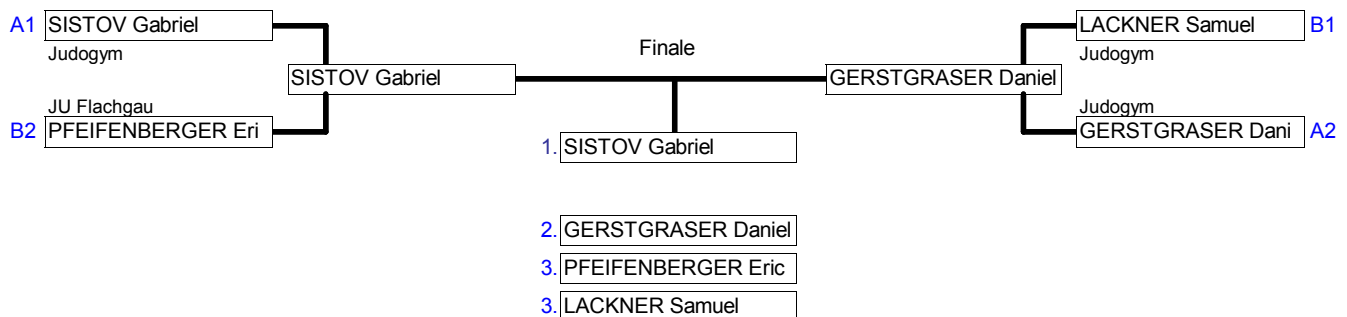 A1 SISTOV Gabriel
Judogym
LACKNER Samuel B1
Judogym
Finale
SISTOV Gabriel
GERSTGRASER Daniel
JU Flachgau
B2 PFEIFENBERGER Eri
Judogym
GERSTGRASER Dani A2
1. SISTOV Gabriel
2. GERSTGRASER Daniel
3. PFEIFENBERGER Eric
3. LACKNER Samuel